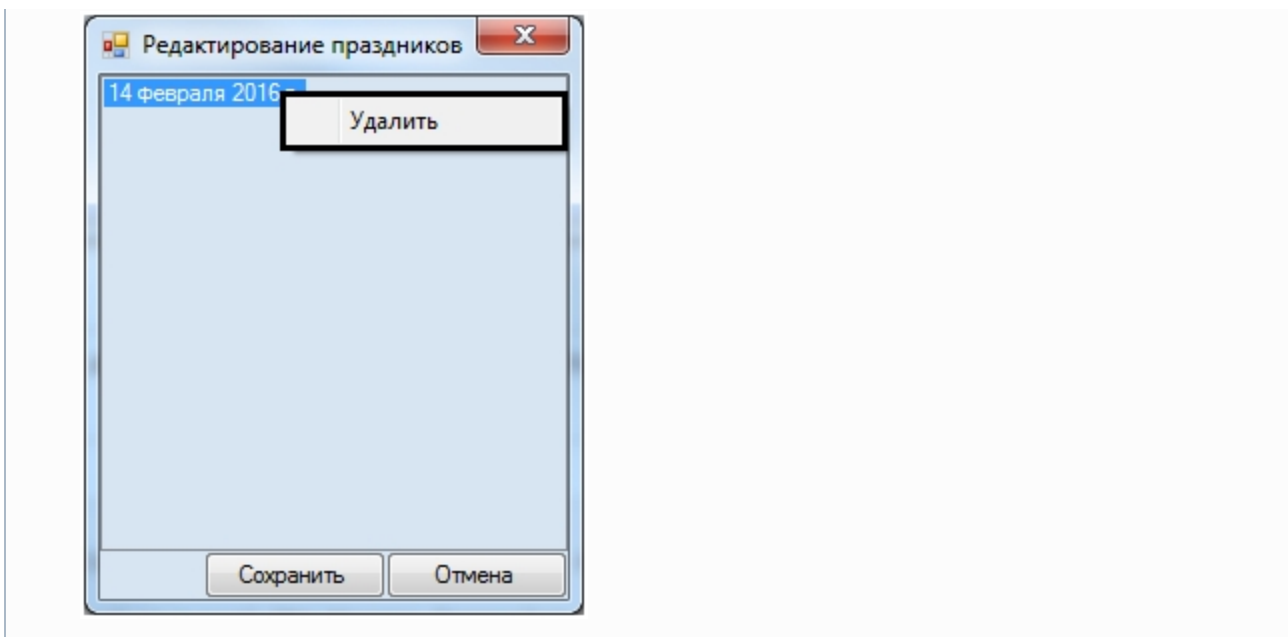 Редактирование праздников
14 февраля 2016
Удалить
Сохранить
Отмена